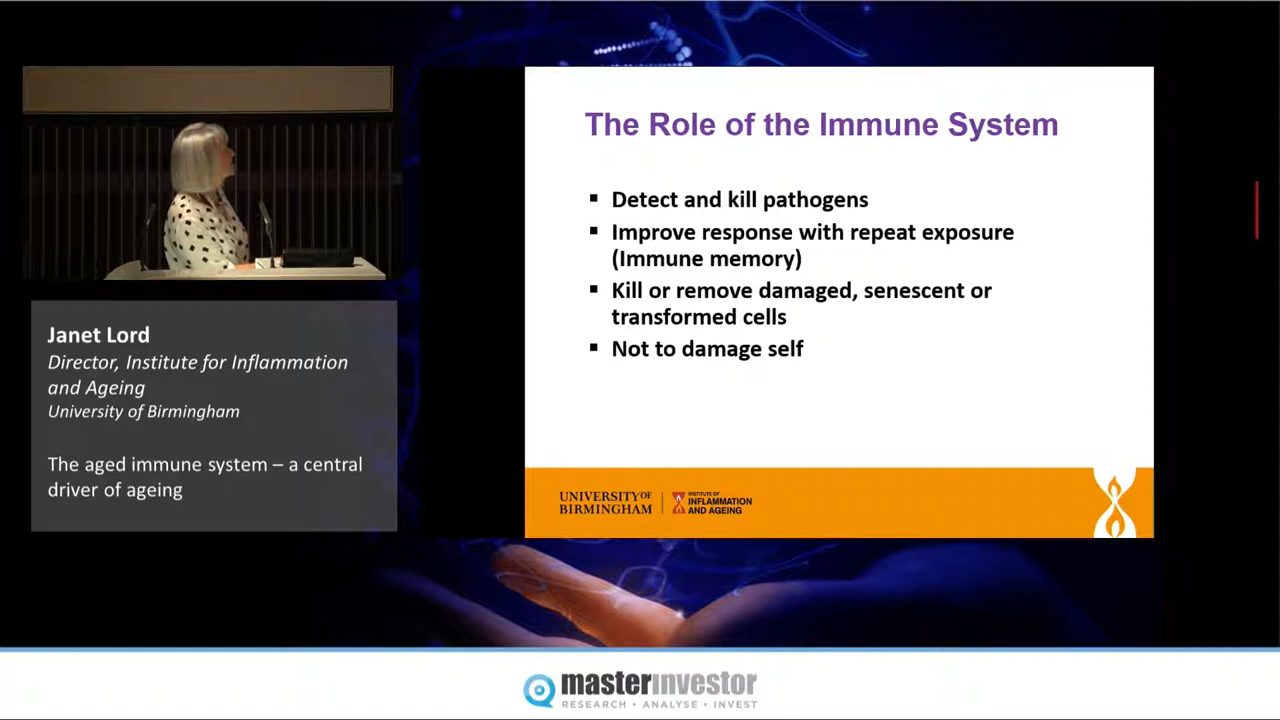 The Role of the Immune System
▪ Detect and kill pathogens
▪ Improve response with repeat exposure
(Immune memory)
▪ Kill or remove damaged, senescent or
transformed cells
▪ Not to damage self
UNIVERSITY OF
BIRMINGHAM
INSTITUTE OF
INFLAMMATION
AND AGEING
Janet Lord
Director, Institute for Inflammation
and Ageing
University of Birmingham
The aged immune system – a central
driver of ageing
masterinvestor
RESEARCH • ANALYSE • INVEST